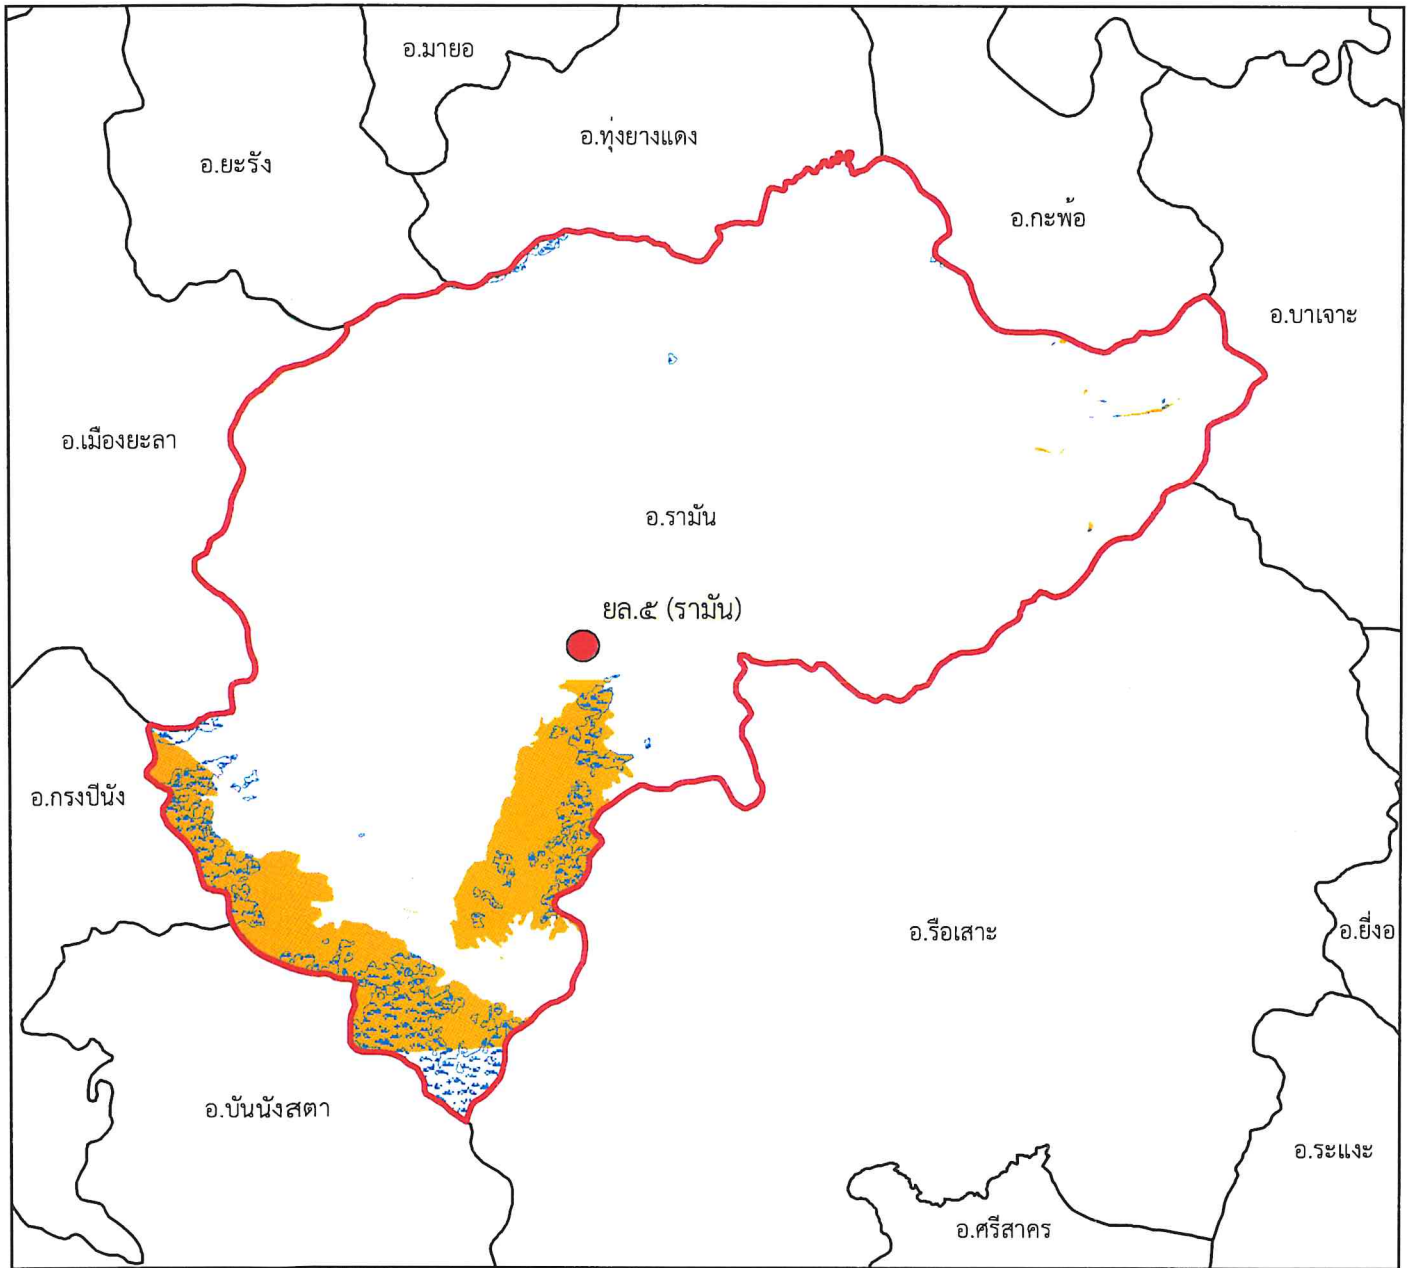 อ.มายอ
อ.ทุ่งยางแดง
อ.ยะรัง
อ.กะพ้อ
อ.บาเจาะ
อ.เมืองยะลา
อ.รามัน
ยล.๕ (รามัน)
อ.กรงปีนัง
อ.รือเสาะ
อ.ยี่งอ
อ.บันนังสตา
อ.ระแงะ
อ.ศรีสาคร